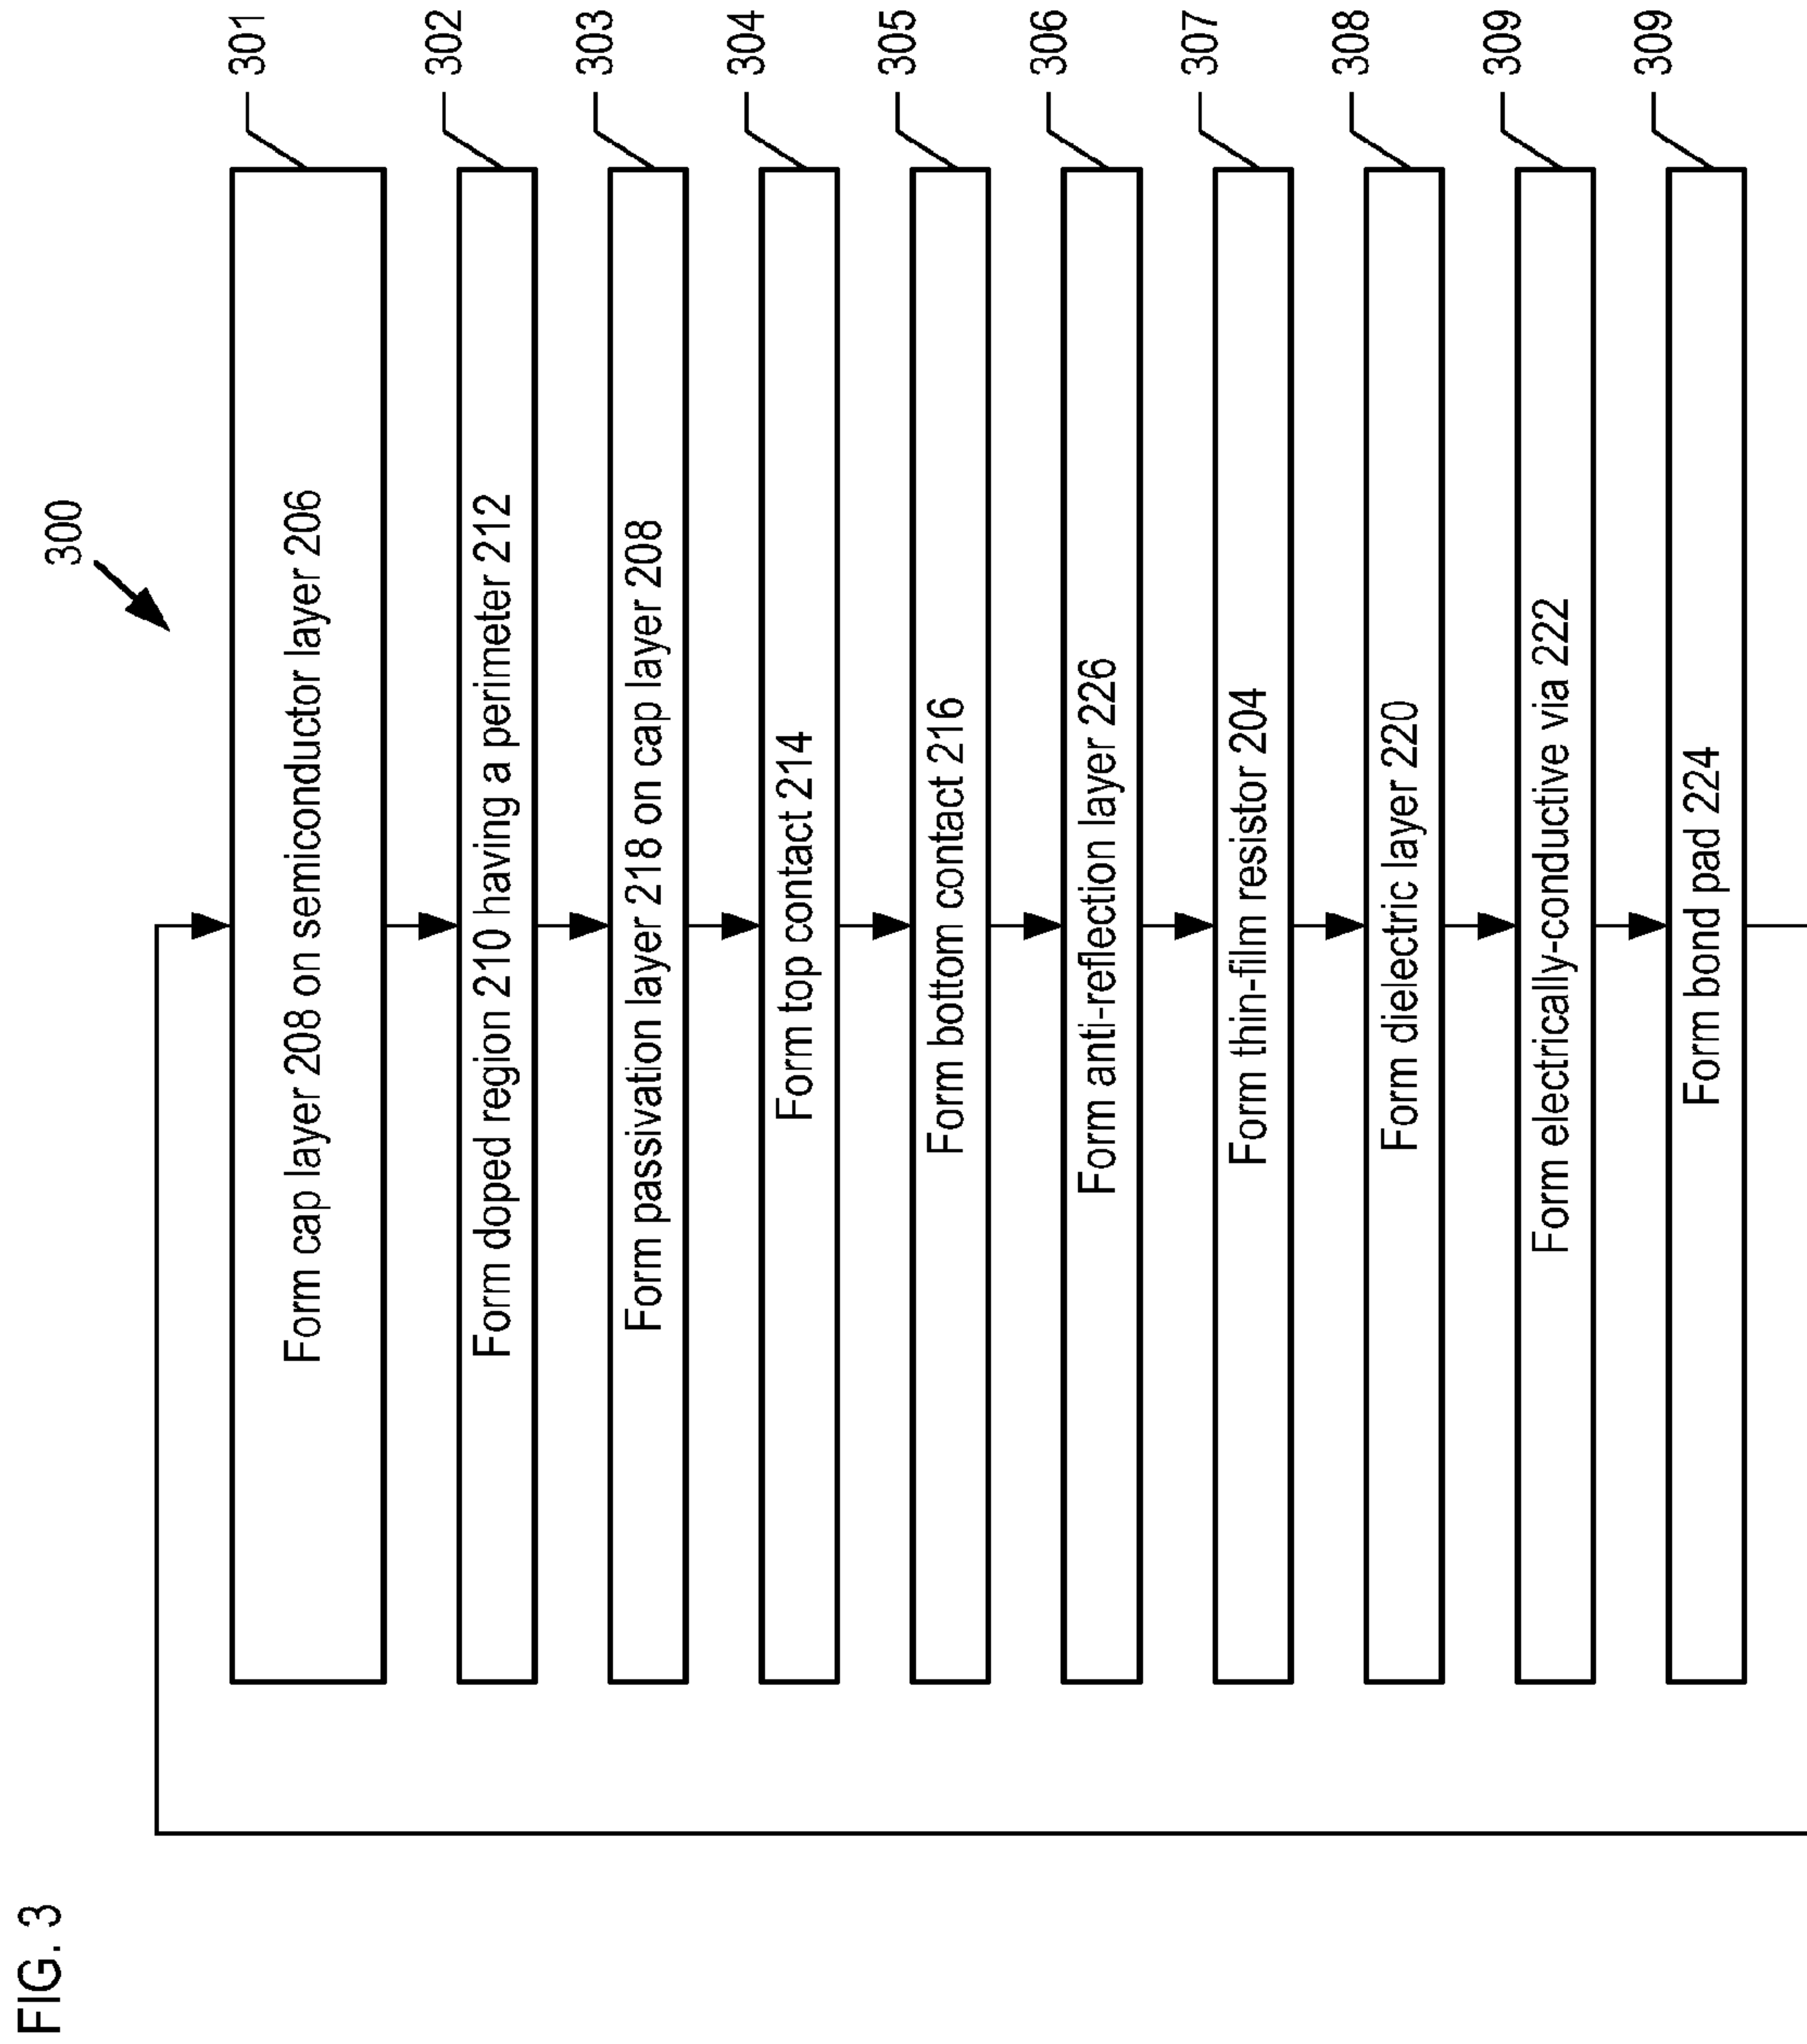 FIG. 3
300
Form cap layer 208 on semiconductor layer 206
301
Form doped region 210 having a perimeter 212
302
Form passivation layer 218 on cap layer 208
303
Form top contact 214
304
Form bottom contact 216
305
Form anti-reflection layer 226
306
Form thin-film resistor 204
307
Form dielectric layer 220
308
Form electrically-conductive via 222
309
Form bond pad 224
309